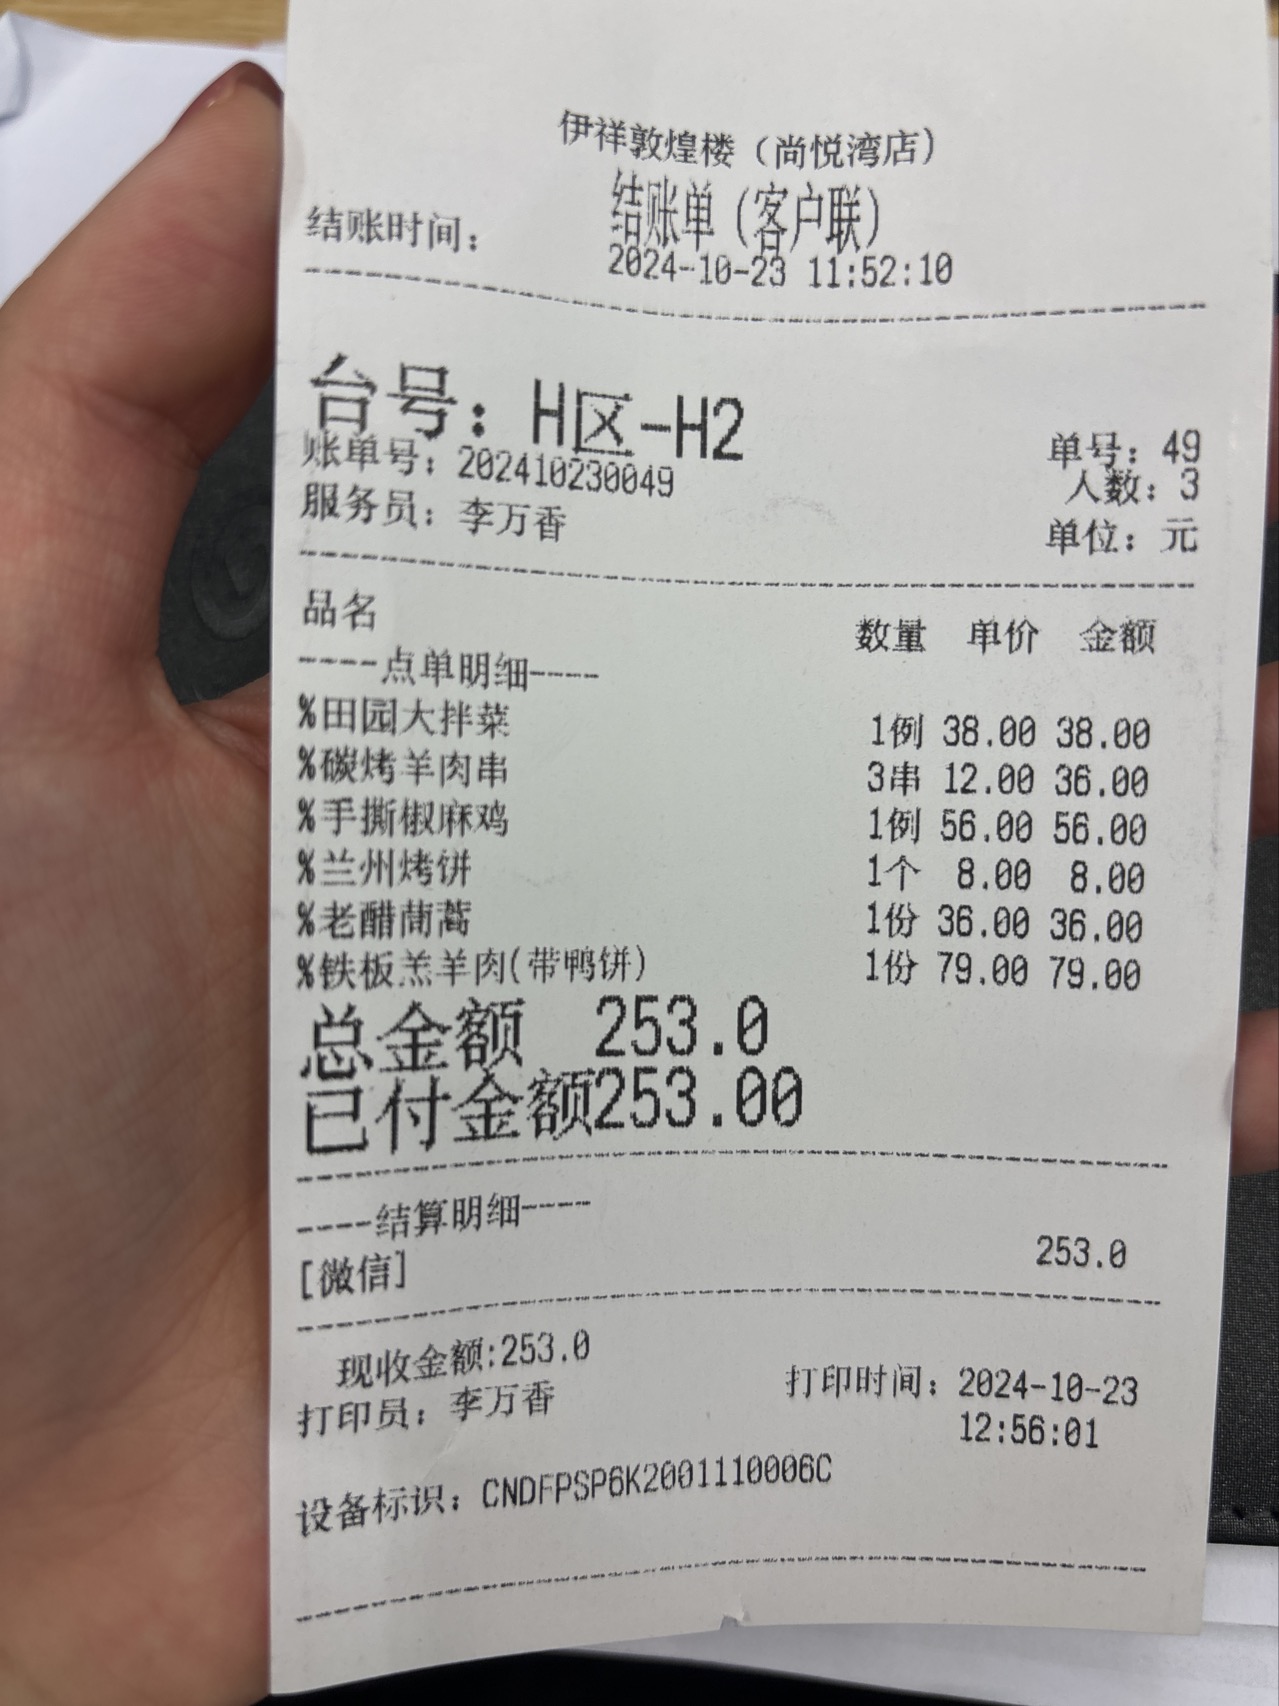 伊祥敦煌楼（尚悦湾店）
结账单（客户联）
结账时间： 2024-10-23 11:52:10
台号：H区-H2
账单号：202410230049 单号：49
人数：3
服务员：李万香 单位：元
品名 数量 单价 金额
----点单明细----
%田园大拌菜 1例 38.00 38.00
%碳烤羊肉串 3串 12.00 36.00
%手撕椒麻鸡 1例 56.00 56.00
%兰州烤饼 1个 8.00 8.00
%老醋茼蒿 1份 36.00 36.00
%铁板羔羊肉(带鸭饼) 1份 79.00 79.00
总金额 253.0
已付金额253.00
----结算明细----
[微信] 253.0
现收金额:253.0
打印员：李万香 打印时间：2024-10-23
12:56:01
设备标识：CNDFPSP6K2001110006C